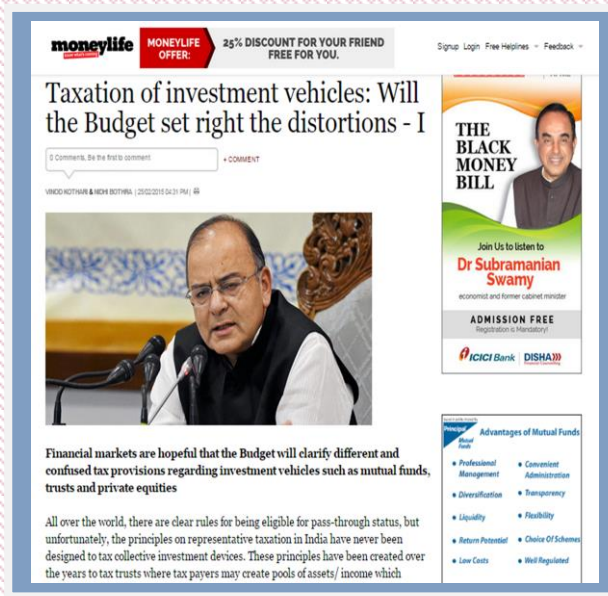 moneylife
MONEYLIFE
OFFER:
25% DISCOUNT FOR YOUR FRIEND
FREE FOR YOU.
Signup Login Free Helplines Feedback
Taxation of investment vehicles: Will
the Budget set right the distortions - I
0 Comments, Be the first to comment
+ COMMENT
VINOD KOTHARI & NIDHI BOTHRA | 25/02/2015 04:31 PM |
Financial markets are hopeful that the Budget will clarify different and
confused tax provisions regarding investment vehicles such as mutual funds,
trusts and private equities
All over the world, there are clear rules for being eligible for pass-through status, but
unfortunately, the principles on representative taxation in India have never been
designed to tax collective investment devices. These principles have been created over
the years to tax trusts where tax payers may create pools of assets/ income which
THE
BLACK
MONEY
BILL
Join Us to listen to
Dr Subramanian
Swamy
economist and former cabinet minister
ADMISSION FREE
Registration is Mandatory!
ICICI Bank DISHA
Financial Counselling
Principal
Mutual
Funds
Advantages of Mutual Funds
Professional
Management
Convenient
Administration
Diversification
Transparency
Liquidity
Flexibility
Return Potential
Choice Of Schemes
Low Costs
Well Regulated